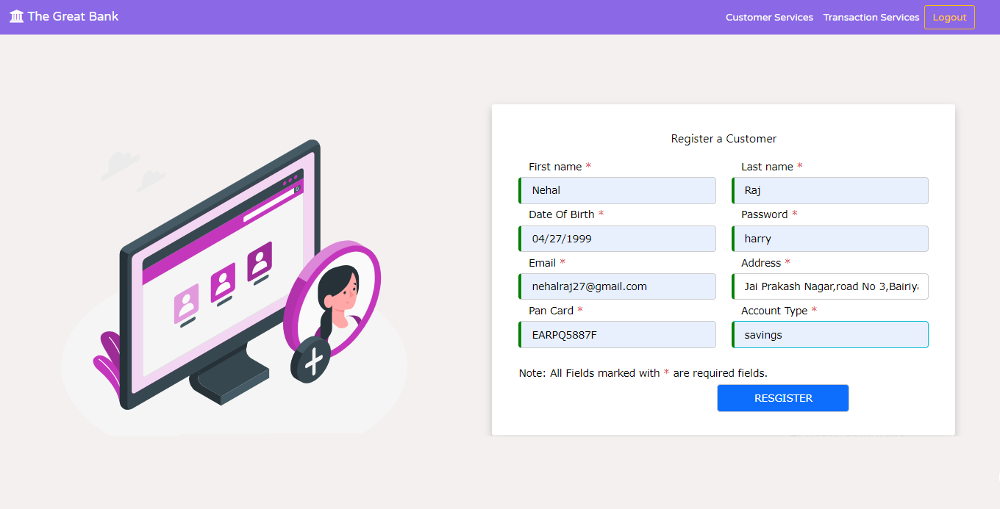 The Great Bank
Customer Services Transaction Services Logout
Register a Customer
First name * Last name *
Nehal Raj
Date Of Birth * Password *
04/27/1999 harry
Email * Address *
nehalraj27@gmail.com Jai Prakash Nagar,road No 3,Bairiya
Pan Card * Account Type *
EARPQ5887F savings
Note: All Fields marked with * are required fields.
RESGISTER